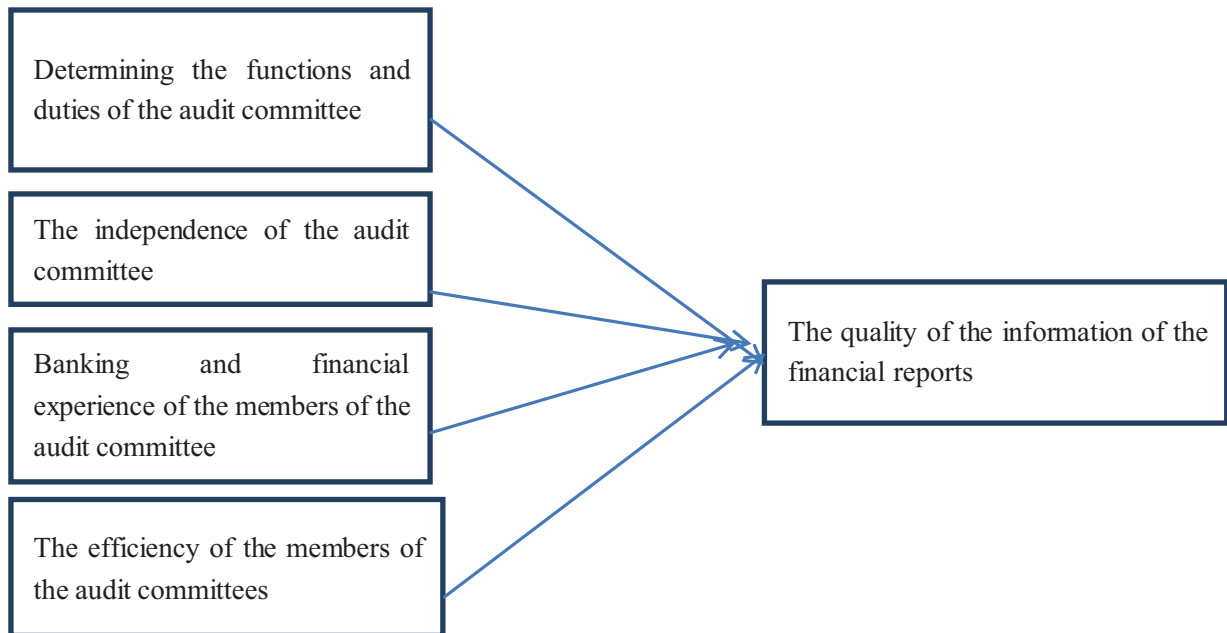 Determining the functions and
duties of the audit committee
The independence of the audit
committee
Banking and financial
experience of the members of the
audit committee
The efficiency of the members of
the audit committees
The quality of the information of the
financial reports